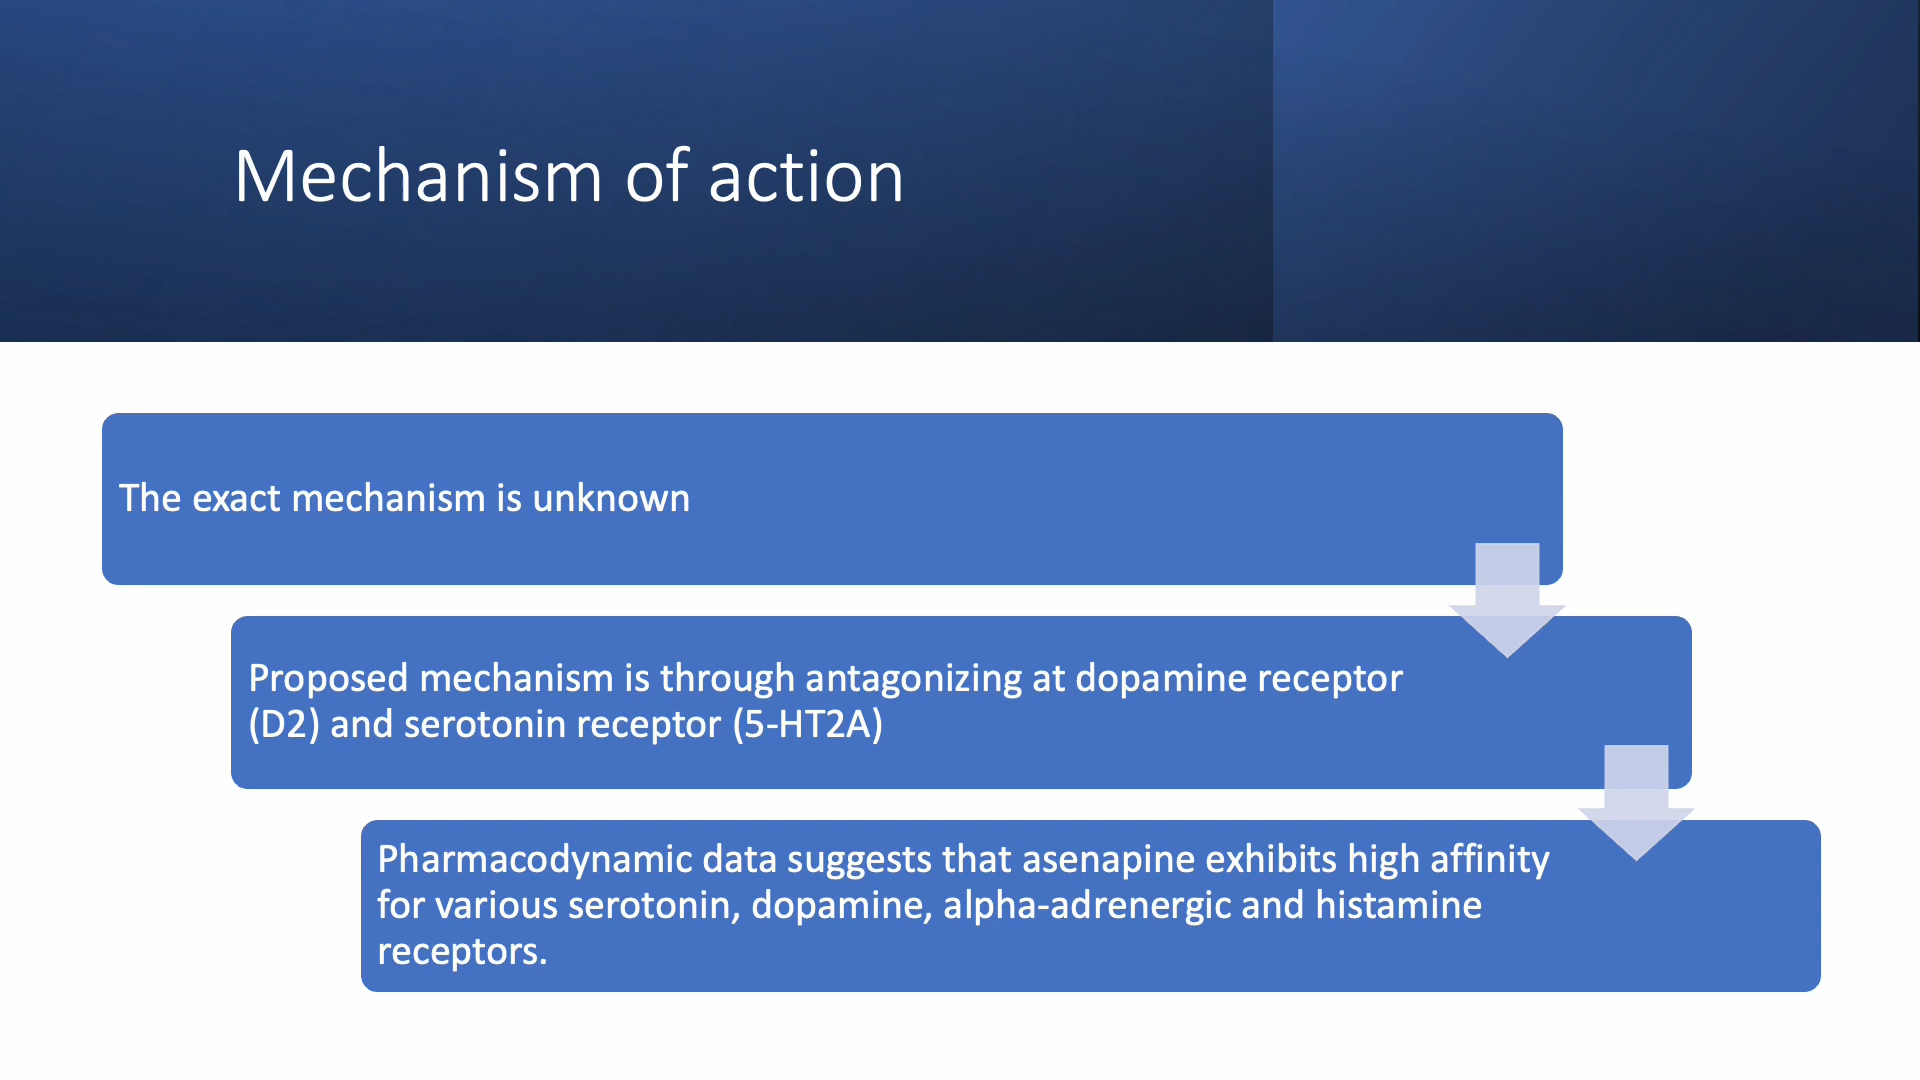 Mechanism of action
The exact mechanism is unknown
Proposed mechanism is through antagonizing at dopamine receptor
(D2) and serotonin receptor (5-HT2A)
Pharmacodynamic data suggests that asenapine exhibits high affinity
for various serotonin, dopamine, alpha-adrenergic and histamine
receptors.